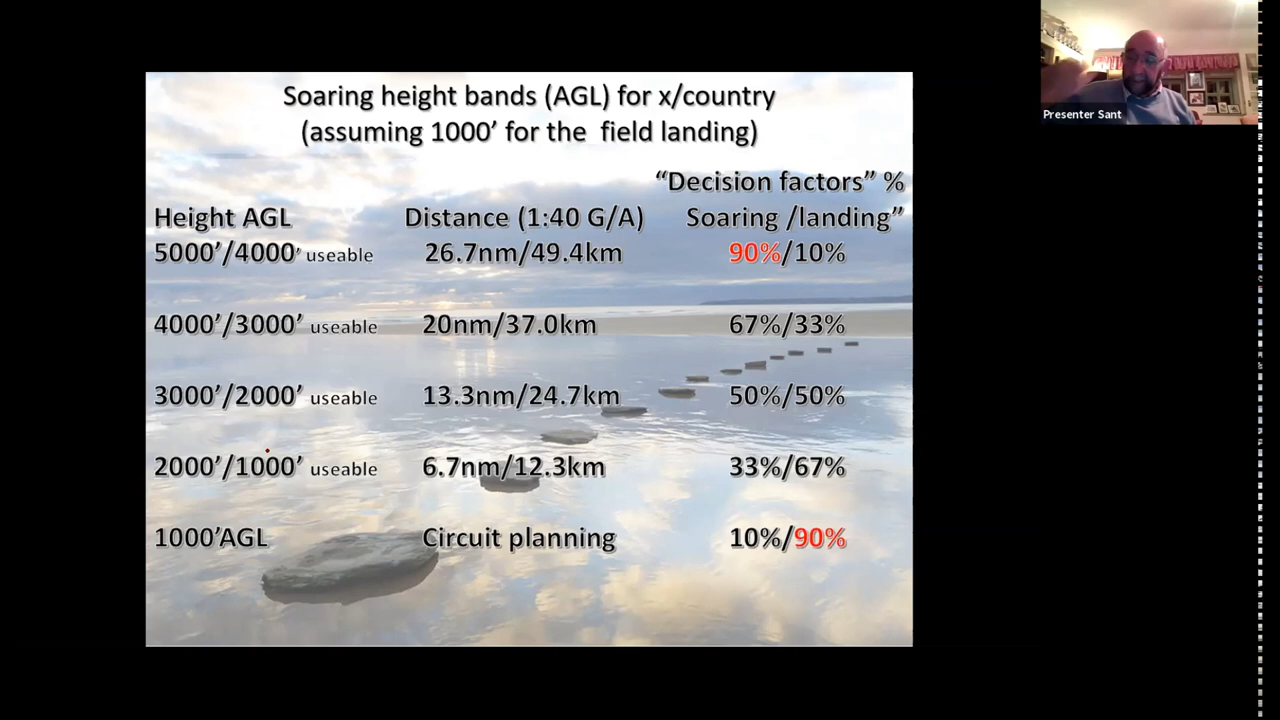 Soaring height bands (AGL) for x/country
(assuming 1000’ for the  field landing)
“Decision factors” %
Height AGL Distance (1:40 G/A) Soaring /landing”
5000’/4000’ useable 26.7nm/49.4km 90%/10%
4000’/3000’ useable 20nm/37.0km 67%/33%
3000’/2000’ useable 13.3nm/24.7km 50%/50%
2000’/1000’ useable 6.7nm/12.3km 33%/67%
1000’AGL Circuit planning 10%/90%
Presenter Sant